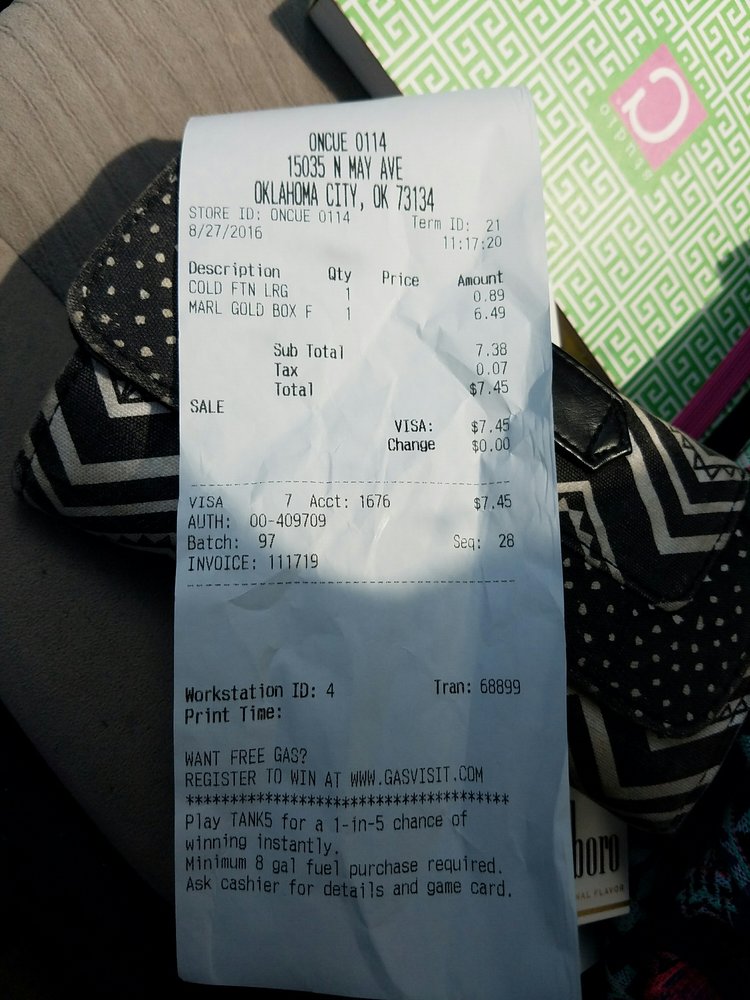 ONCUE 0114
15035 N MAY AVE
OKLAHOMA CITY, OK 73134
STORE ID: ONCUE 0114 Term ID: 21
8/27/2016 11:17:20
Description Qty Price Amount
COLD FTN LRG 1 0.89
MARL GOLD BOX F 1 6.49
Sub Total 7.38
Tax 0.07
Total $7.45
SALE
VISA: $7.45
Change $0.00
VISA 7 Acct: 1676 $7.45
AUTH: 00-409709
Batch: 97 Seq: 28
INVOICE: 111719
Workstation ID: 4 Tran: 68899
Print Time:
WANT FREE GAS?
REGISTER TO WIN AT WWW.GASVISIT.COM
*************************************
Play TANK5 for a 1-in-5 chance of
winning instantly.
Minimum 8 gal fuel purchase required.
Ask cashier for details and game card.
studio C
boro
NAL FLAVOR